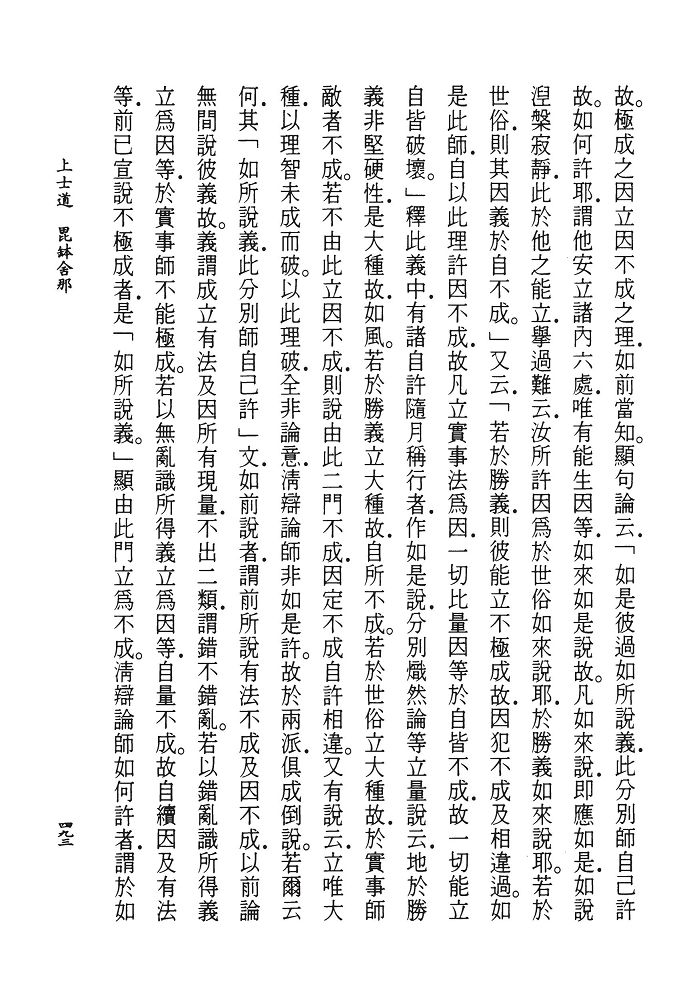 故。極成之因立因不成之理.如前當知。顯句論云.「如是彼過如所說義.此分別師自己許
故。如何許耶.謂他安立諸內六處.唯有能生因等.如來如是說故。凡如來說.即應如是.如說
涅槃寂靜.此於他之能立.擧過難云.汝所許因爲於世俗如來說耶.於勝義如來說耶。若於
世俗.則其因義於自不成。」又云.「若於勝義.則彼能立不極成故.因犯不成及相違過。如
是此師.自以此理許因不成.故凡立實事法爲因.一切比量因等於自皆不成.故一切能立
自皆破壞。」釋此義中.有諸自許隨月稱行者.作如是說.分別熾然論等立量說云.地於勝
義非堅硬性.是大種故.如風。若於勝義立大種故.自所不成。若於世俗立大種故.於實事師
敵者不成。若不由此立因不成.則說由此二門不成.因定不成自許相違。又有說云.立唯大
種.以理智未成而破。以此理破.全非論意.淸辯論師非如是許。故於兩派.俱成倒說。若爾云
何.其「如所說義.此分別師自己許」文.如前說者.謂前所說有法不成及因不成.以前論
無間說彼義故。義謂成立有法及因所有現量.不出二類.謂錯不錯亂。若以錯亂識所得義
立爲因等.於實事師不能極成。若以無亂識所得義立爲因等.自量不成。故自續因及有法
等.前已宣說不極成者.是「如所說義。」顯由此門立爲不成。淸辯論師如何許者.謂於如
上士道 毘鉢舍那
四九三